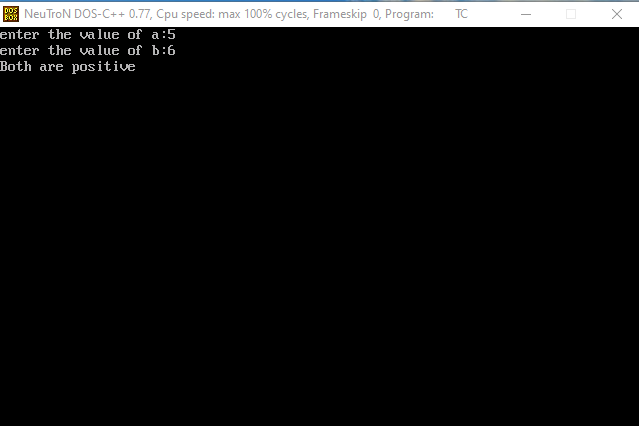 DOS
BOX
NeuTroN DOS-C++ 0.77, Cpu speed: max 100% cycles, Frameskip 0, Program: TC
enter the value of a:5
enter the value of b:6
Both are positive